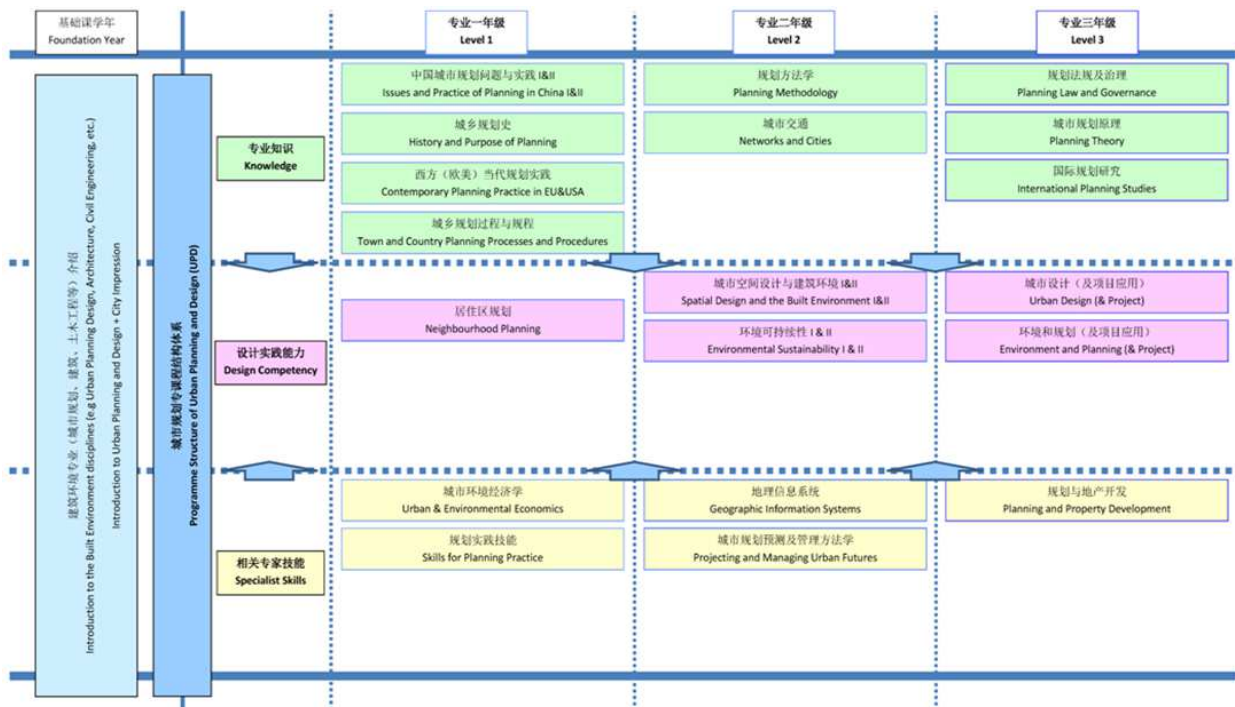 基础课学年
Foundation Year
专业一年级
Level 1
专业二年级
Level 2
专业三年级
Level 3
建筑环境专业（城市规划、建筑、土木工程等）介绍
Introduction to the Built Environment disciplines (e.g Urban Planning Design, Architecture, Civil Engineering, etc.)
Introduction to Urban Planning and Design + City Impression
城市规划专课程结构体系
Programme Structure of Urban Planning and Design (UPD)
专业知识
Knowledge
中国城市规划问题与实践 I&II
Issues and Practice of Planning in China I&II
城乡规划史
History and Purpose of Planning
西方（欧美）当代规划实践
Contemporary Planning Practice in EU&USA
城乡规划过程与规程
Town and Country Planning Processes and Procedures
规划方法学
Planning Methodology
城市交通
Networks and Cities
规划法规及治理
Planning Law and Governance
城市规划原理
Planning Theory
国际规划研究
International Planning Studies
设计实践能力
Design Competency
居住区规划
Neighbourhood Planning
城市空间设计与建筑环境 I&II
Spatial Design and the Built Environment I&II
环境可持续性 I & II
Environmental Sustainability I & II
城市设计（及项目应用）
Urban Design (& Project)
环境和规划（及项目应用）
Environment and Planning (& Project)
相关专家技能
Specialist Skills
城市环境经济学
Urban & Environmental Economics
规划实践技能
Skills for Planning Practice
地理信息系统
Geographic Information Systems
城市规划预测及管理方法学
Projecting and Managing Urban Futures
规划与地产开发
Planning and Property Development